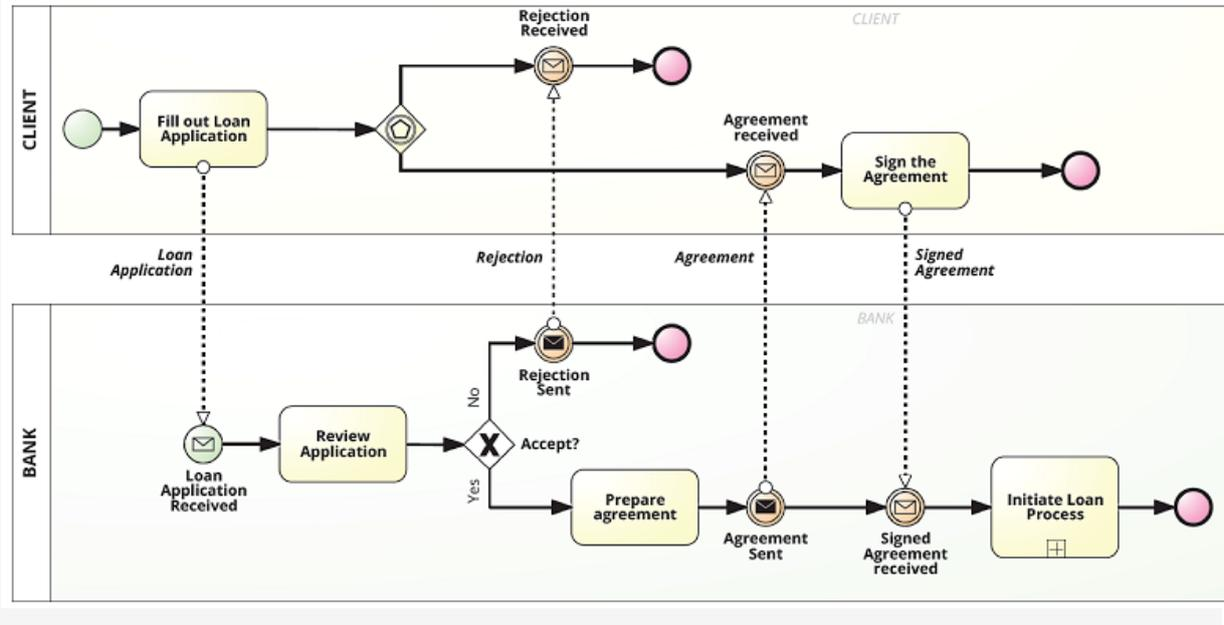 Rejection
Received
CLIENT
CLIENT
Fill out Loan
Application
Agreement
received
Sign the
Agreement
Loan
Application
Rejection
Agreement
Signed
Agreement
BANK
BANK
Rejection
Sent
No
Review
Application
X
Accept?
Loan
Application
Received
Yes
Prepare
agreement
Agreement
Sent
Signed
Agreement
received
Initiate Loan
Process